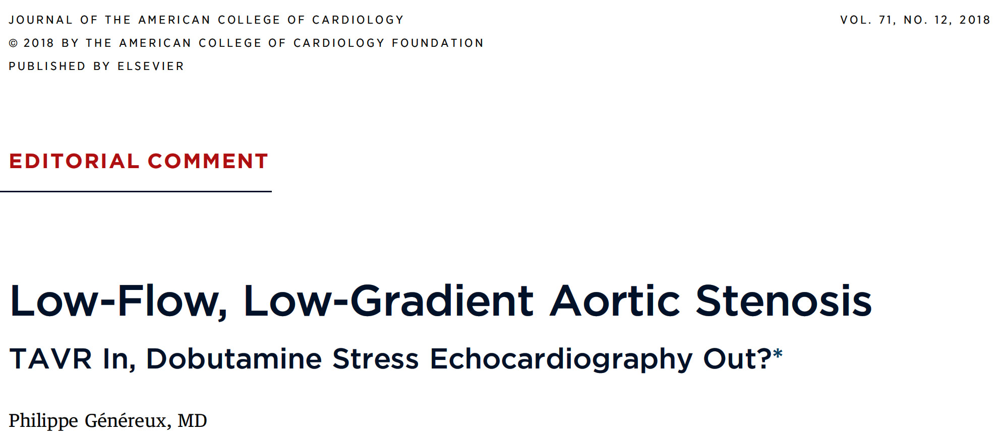 JOURNAL OF THE AMERICAN COLLEGE OF CARDIOLOGY
VOL. 71, NO. 12, 2018
© 2018 BY THE AMERICAN COLLEGE OF CARDIOLOGY FOUNDATION
PUBLISHED BY ELSEVIER
EDITORIAL COMMENT
Low-Flow, Low-Gradient Aortic Stenosis
TAVR In, Dobutamine Stress Echocardiography Out?*
Philippe Généreux, MD